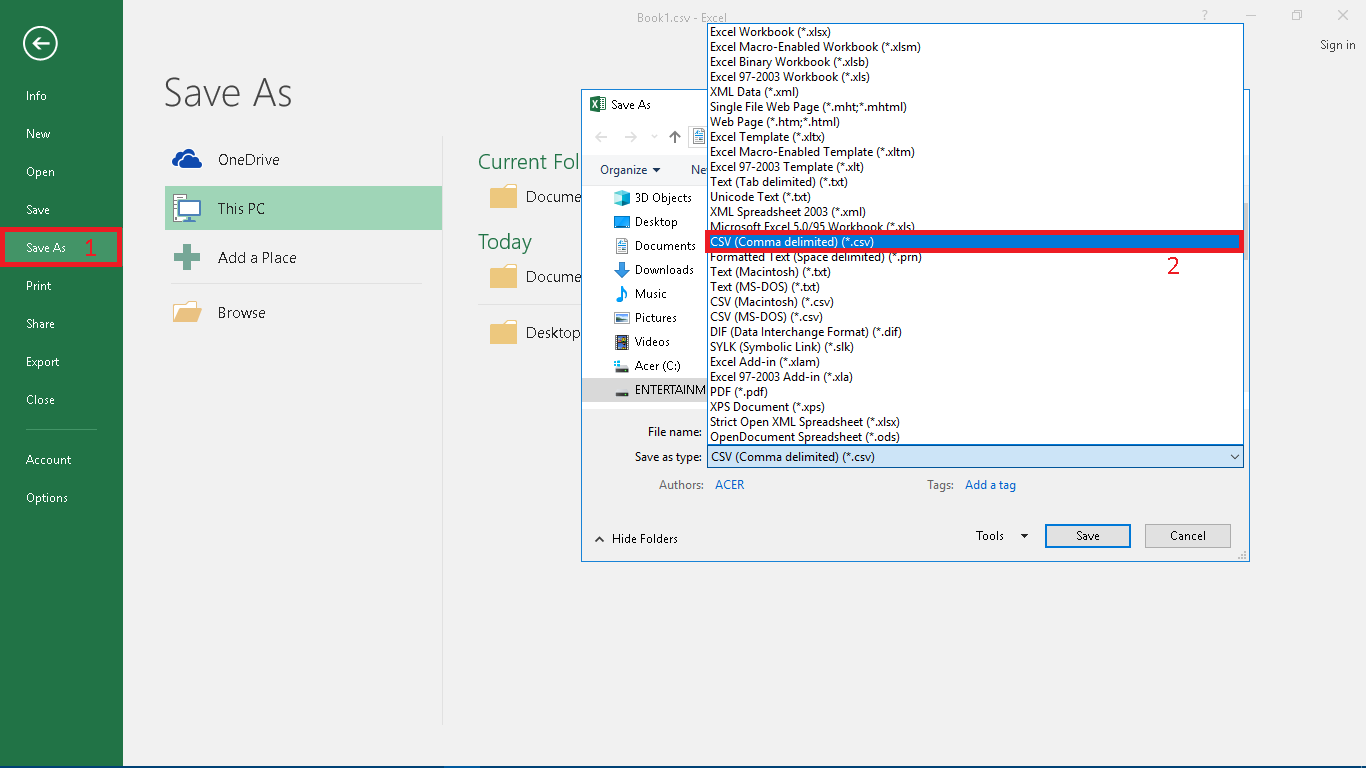 Book1.csv - Excel
?
Sign in
Info
New
Open
Save
Save As
1
Print
Share
Export
Close
Account
Options
Save As
OneDrive
This PC
Add a Place
Browse
Current Fol
Docume
Today
Docume
Desktop
Save As
Organize
Ne
3D Objects
Desktop
Documents
Downloads
Music
Pictures
Videos
Acer (C:)
ENTERTAINM
Excel Workbook (*.xlsx)
Excel Macro-Enabled Workbook (*.xlsm)
Excel Binary Workbook (*.xlsb)
Excel 97-2003 Workbook (*.xls)
XML Data (*.xml)
Single File Web Page (*.mht;*.mhtml)
Web Page (*.htm;*.html)
Excel Template (*.xltx)
Excel Macro-Enabled Template (*.xltm)
Excel 97-2003 Template (*.xlt)
Text (Tab delimited) (*.txt)
Unicode Text (*.txt)
XML Spreadsheet 2003 (*.xml)
Microsoft Excel 5.0/95 Workbook (*.xls)
CSV (Comma delimited) (*.csv)
2
Formatted Text (Space delimited) (*.prn)
Text (Macintosh) (*.txt)
Text (MS-DOS) (*.txt)
CSV (Macintosh) (*.csv)
CSV (MS-DOS) (*.csv)
DIF (Data Interchange Format) (*.dif)
SYLK (Symbolic Link) (*.slk)
Excel Add-in (*.xlam)
Excel 97-2003 Add-in (*.xla)
PDF (*.pdf)
XPS Document (*.xps)
Strict Open XML Spreadsheet (*.xlsx)
OpenDocument Spreadsheet (*.ods)
File name:
Save as type: CSV (Comma delimited) (*.csv)
Authors: ACER Tags: Add a tag
Hide Folders Tools Save Cancel